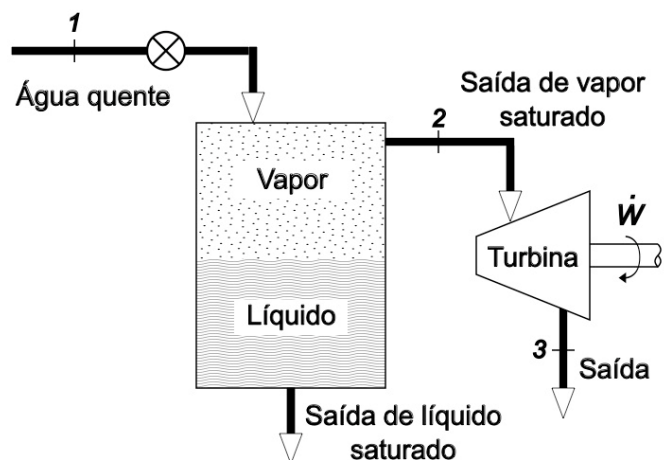 1
Água quente
Saída de vapor
saturado
2
Vapor
Ẇ
Turbina
Líquido
3
Saída
Saída de líquido
saturado